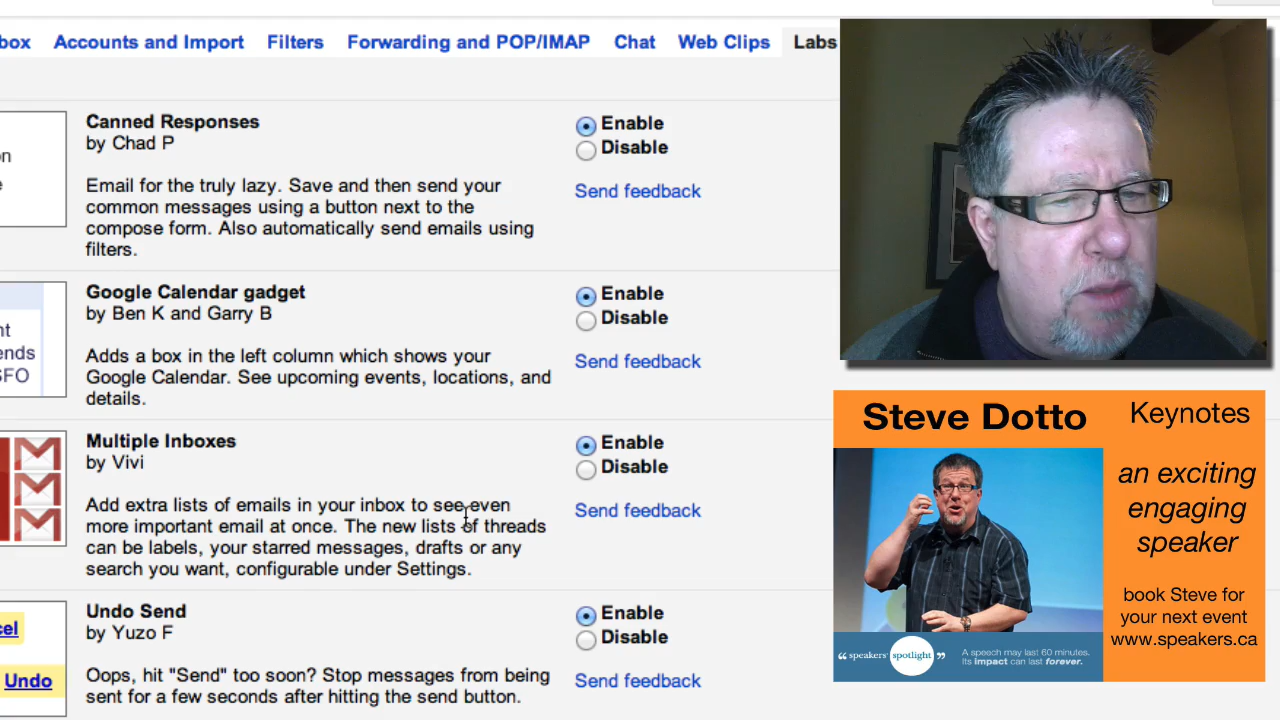 box Accounts and Import Filters Forwarding and POP/IMAP Chat Web Clips Labs
on
e
Canned Responses
by Chad P
Email for the truly lazy. Save and then send your
common messages using a button next to the
compose form. Also automatically send emails using
filters.
Enable
Disable
Send feedback
nt
ends
SFO
Google Calendar gadget
by Ben K and Garry B
Adds a box in the left column which shows your
Google Calendar. See upcoming events, locations, and
details.
Enable
Disable
Send feedback
Multiple Inboxes
by Vivi
Add extra lists of emails in your inbox to see even
more important email at once. The new lists of threads
can be labels, your starred messages, drafts or any
search you want, configurable under Settings.
Enable
Disable
Send feedback
cel
Undo
Undo Send
by Yuzo F
Oops, hit "Send" too soon? Stop messages from being
sent for a few seconds after hitting the send button.
Enable
Disable
Send feedback
Steve Dotto
Keynotes
an exciting
engaging
speaker
book Steve for
your next event
www.speakers.ca
“ speakers' spotlight ”
A speech may last 60 minutes.
Its impact can last forever.